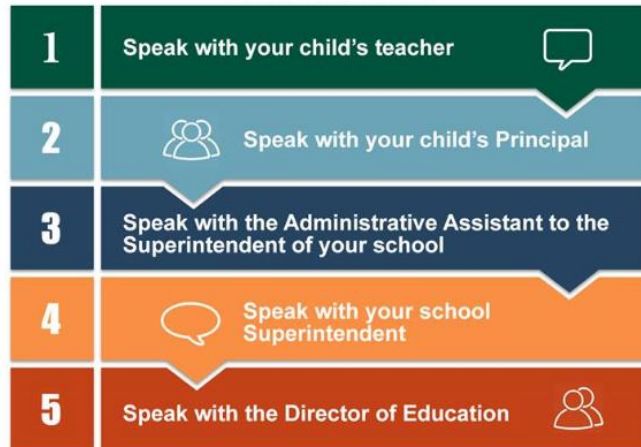 1
Speak with your child's teacher
2
Speak with your child's Principal
3
Speak with the Administrative Assistant to the
Superintendent of your school
4
Speak with your school
Superintendent
5
Speak with the Director of Education